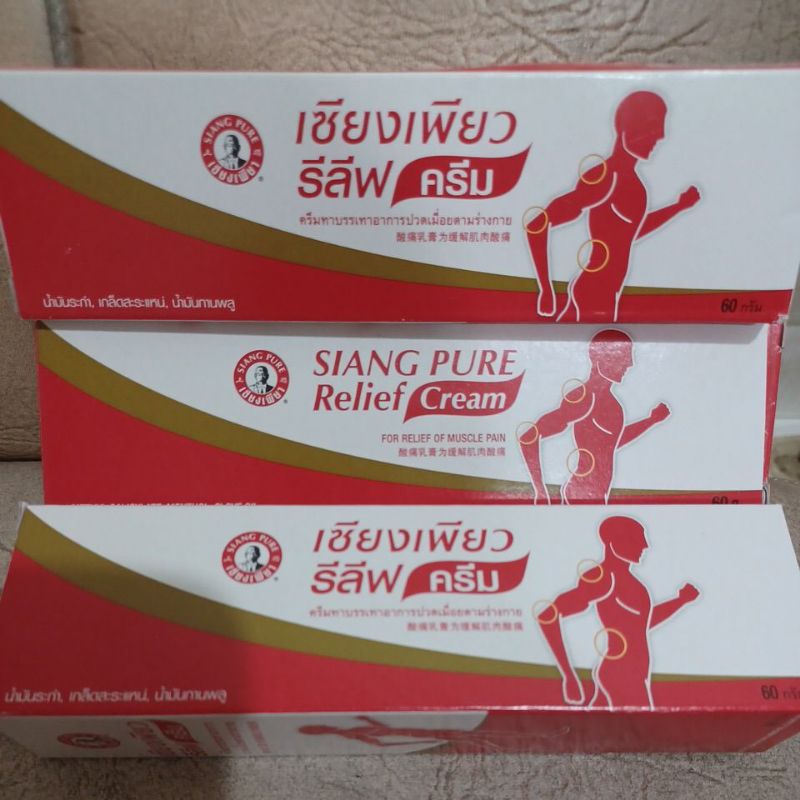 SIANG PURE
เซียงเพียว
เซียงเพียว
รีลีฟ ครีม
ครีมทาบรรเทาอาการปวดเมื่อยตามร่างกาย
酸痛乳膏为缓解肌肉酸痛
น้ำมันระกำ, เกล็ดสะระแหน่, น้ำมันกานพลู
60 กรัม
SIANG PURE
เซียงเพียว
SIANG PURE
Relief Cream
FOR RELIEF OF MUSCLE PAIN
酸痛乳膏为缓解肌肉酸痛
60 g
SIANG PURE
เซียงเพียว
เซียงเพียว
รีลีฟ ครีม
ครีมทาบรรเทาอาการปวดเมื่อยตามร่างกาย
酸痛乳膏为缓解肌肉酸痛
น้ำมันระกำ, เกล็ดสะระแหน่, น้ำมันกานพลู
60 กรัม